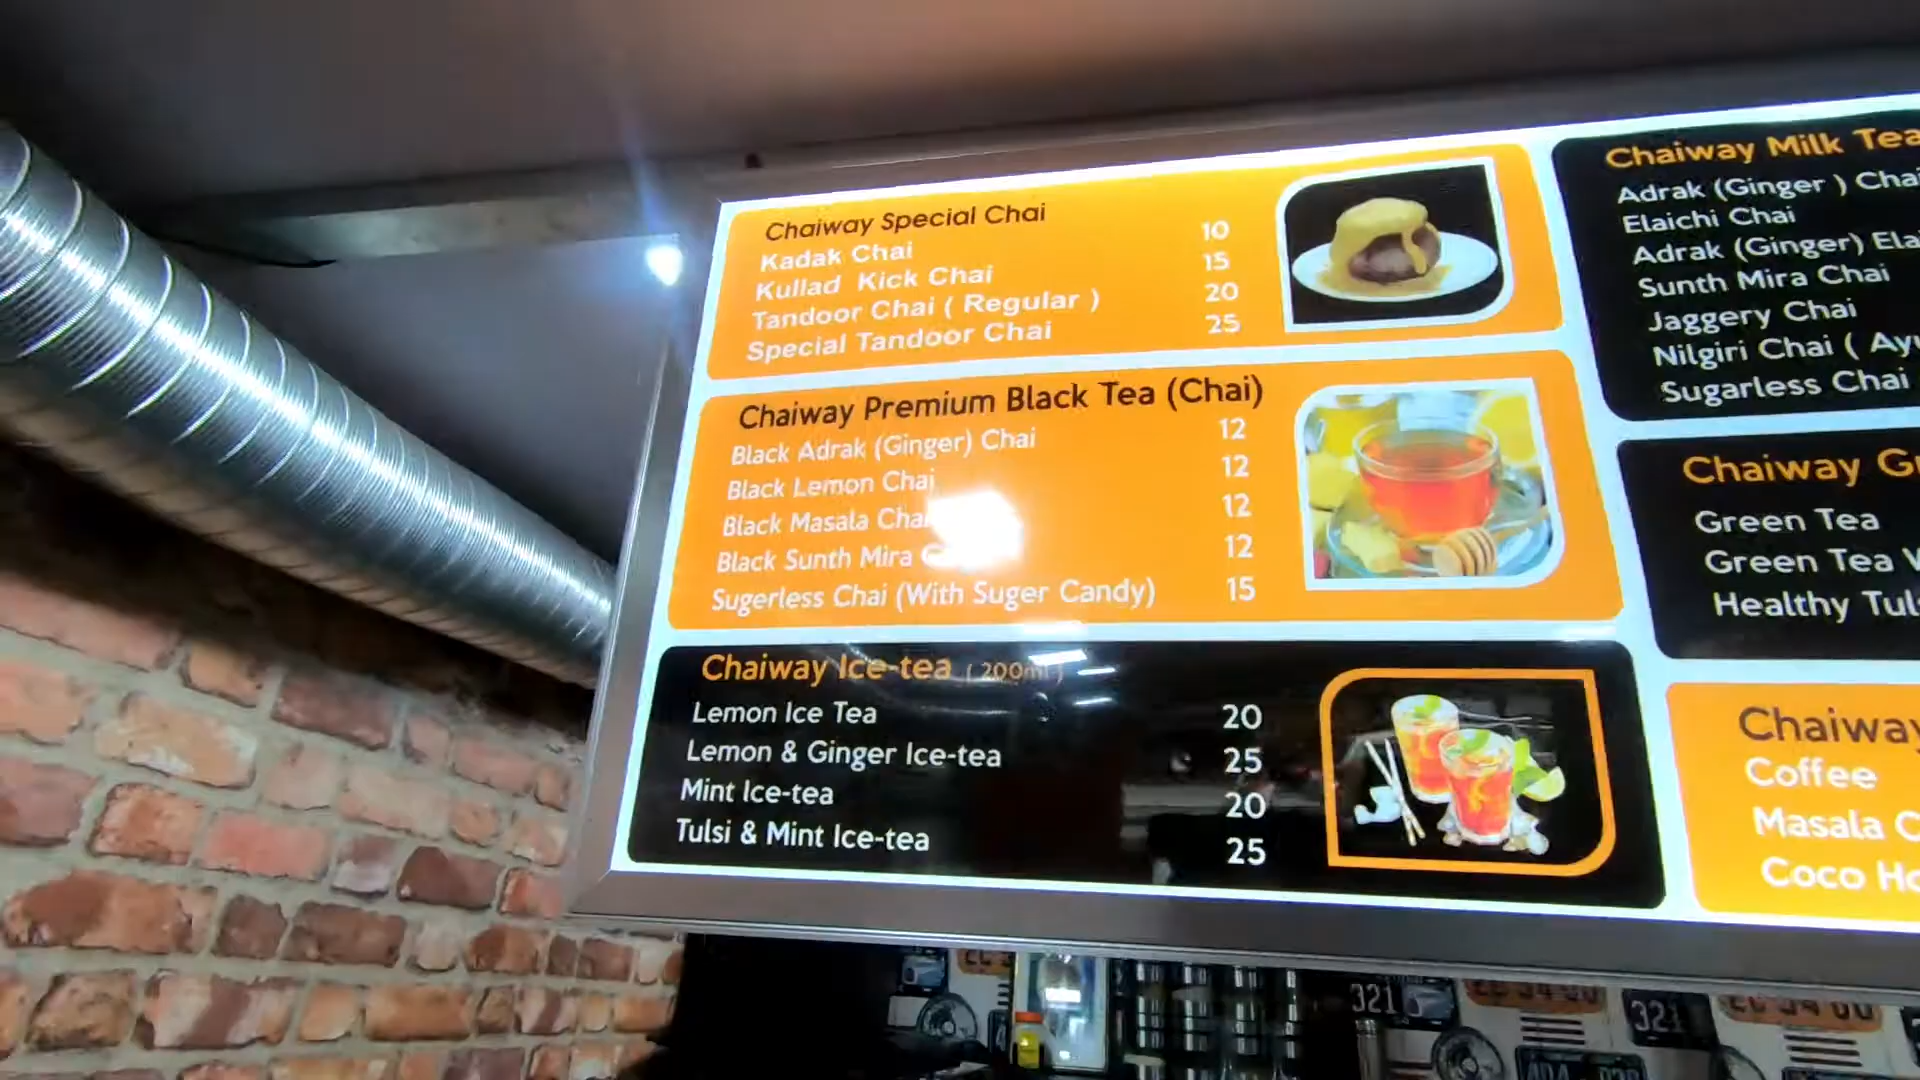 Chaiway Special Chai
Kadak Chai 10
Kullad Kick Chai 15
Tandoor Chai ( Regular ) 20
Special Tandoor Chai 25
Chaiway Premium Black Tea (Chai)
Black Adrak (Ginger) Chai 12
Black Lemon Chai 12
Black Masala Chai 12
Black Sunth Mira 12
Sugerless Chai (With Suger Candy) 15
Chaiway Ice-tea ( 200ml )
Lemon Ice Tea 20
Lemon & Ginger Ice-tea 25
Mint Ice-tea 20
Tulsi & Mint Ice-tea 25
Chaiway Milk Tea
Adrak (Ginger ) Chai
Elaichi Chai
Adrak (Ginger)
Sunth Mira Chai
Jaggery Chai
Nilgiri Chai (
Sugarless Chai
Chaiway
Green Tea
Green Tea
Healthy
Chaiway
Coffee
Masala
Coco
321
321